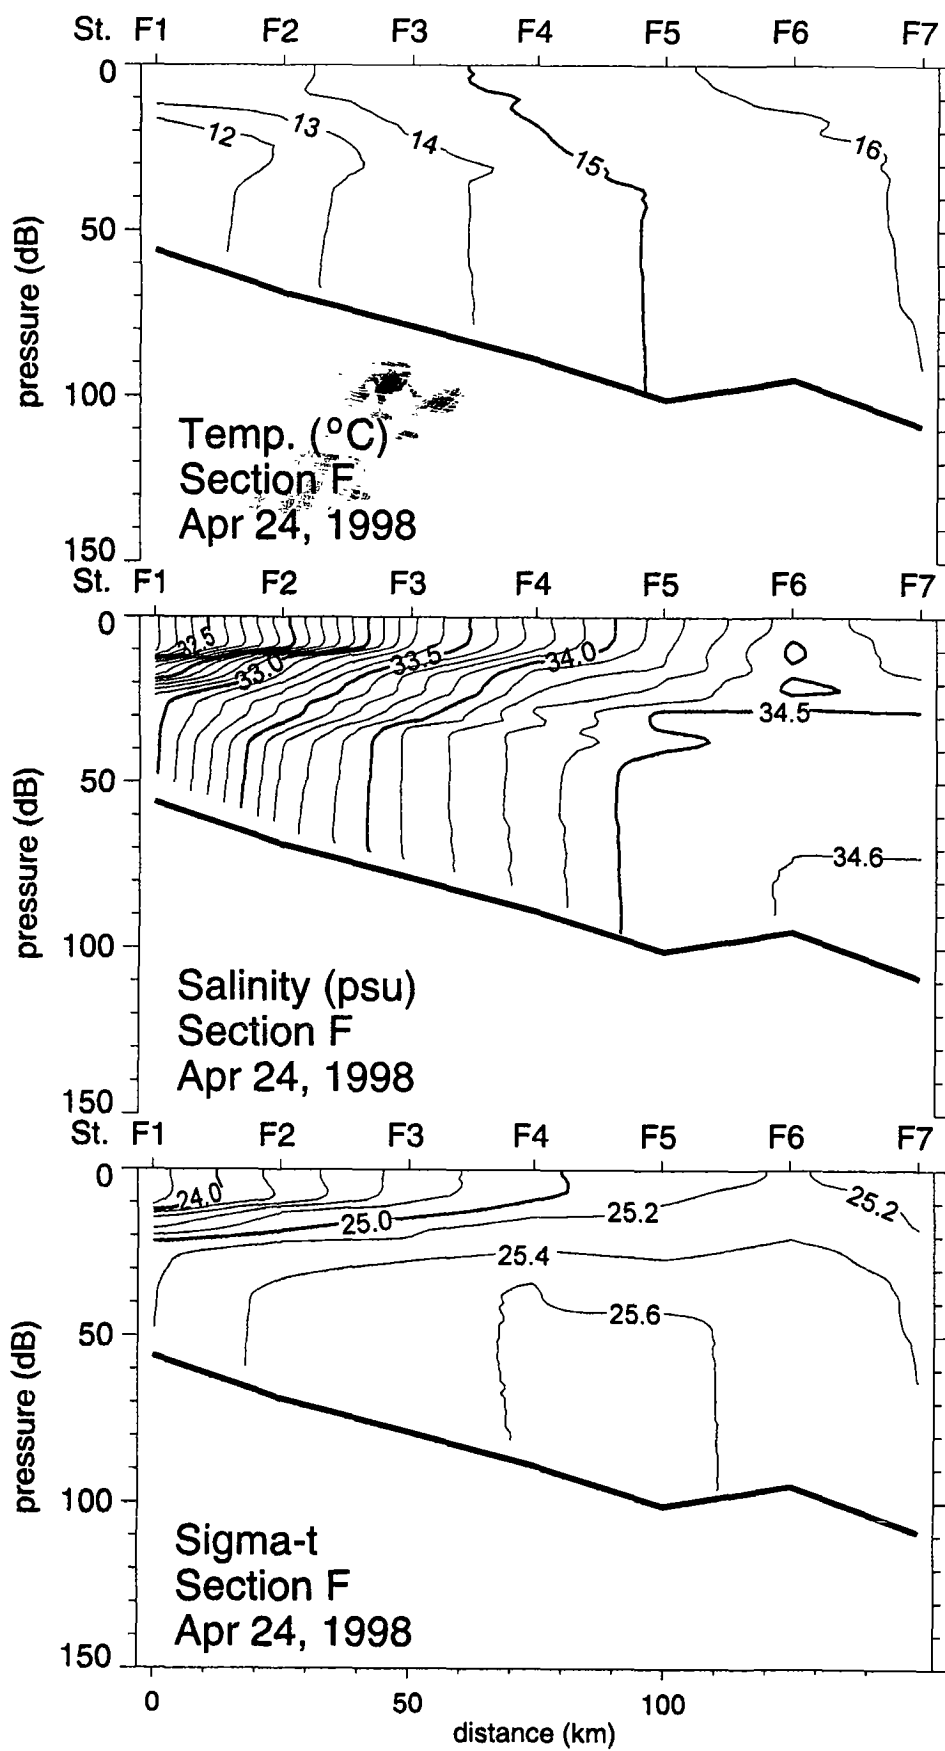 St. F1 F2 F3 F4 F5 F6 F7
0
12
13
14
15
16
50
pressure (dB)
100
Temp. (°C)
Section F
Apr 24, 1998
150
St. F1 F2 F3 F4 F5 F6 F7
0
32.5
33.0
33.5
34.0
34.5
50
34.6
pressure (dB)
100
Salinity (psu)
Section F
Apr 24, 1998
150
St. F1 F2 F3 F4 F5 F6 F7
0
24.0
25.0
25.2
25.2
25.4
25.6
50
pressure (dB)
100
Sigma-t
Section F
Apr 24, 1998
150
0 50 100
distance (km)